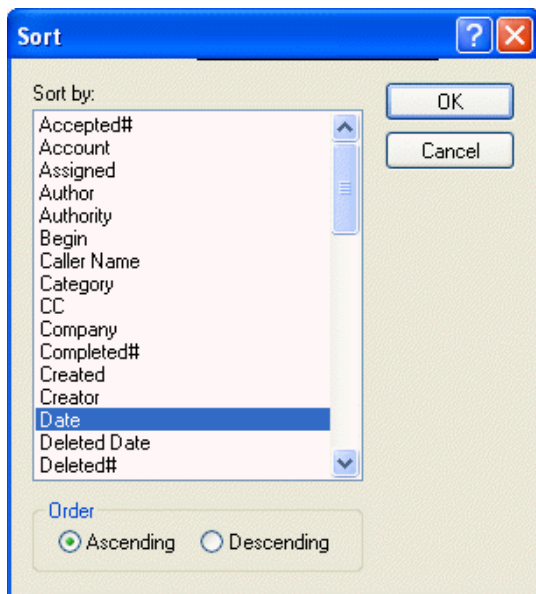 Sort
Sort by:
OK
Accepted#
Account
Cancel
Assigned
Author
Authority
Begin
Caller Name
Category
CC
Company
Completed#
Created
Creator
Date
Deleted Date
Deleted#
Order
Ascending Descending